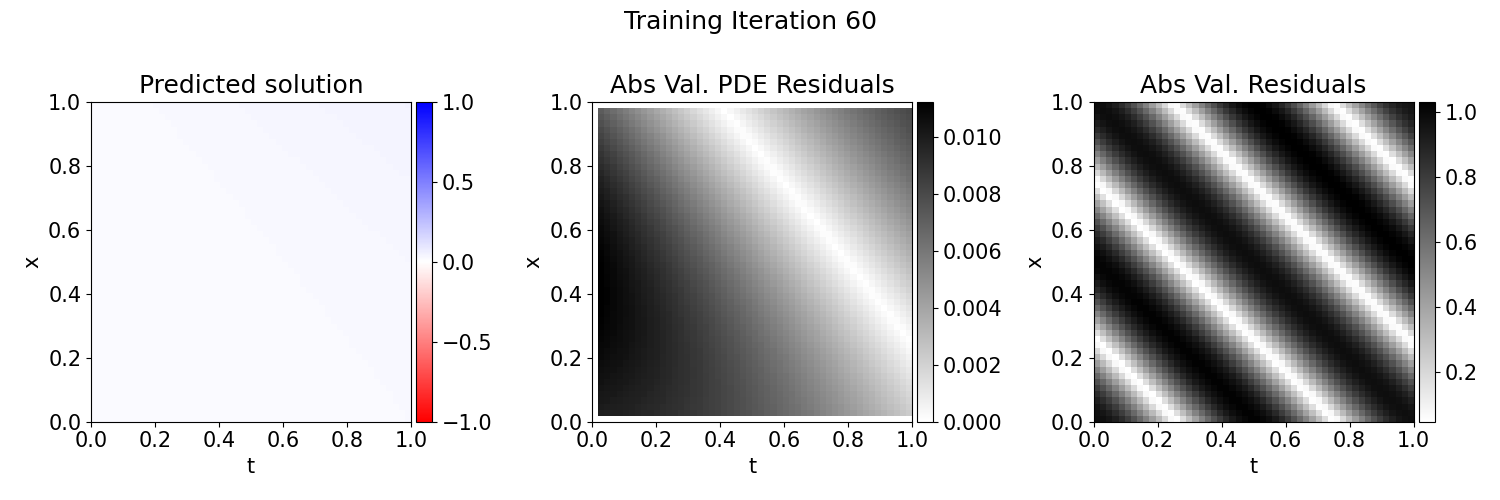 Training Iteration 60
Predicted solution
Abs Val. PDE Residuals
Abs Val. Residuals
1.0
0.8
0.6
0.4
0.2
0.0
x
0.0 0.2 0.4 0.6 0.8 1.0
t
1.0
0.5
0.0
−0.5
−1.0
1.0
0.8
0.6
0.4
0.2
0.0
x
0.0 0.2 0.4 0.6 0.8 1.0
t
0.010
0.008
0.006
0.004
0.002
0.000
1.0
0.8
0.6
0.4
0.2
0.0
x
0.0 0.2 0.4 0.6 0.8 1.0
t
1.0
0.8
0.6
0.4
0.2